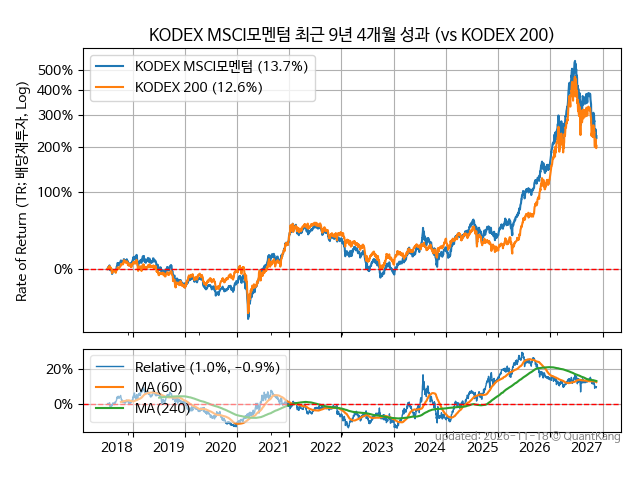 KODEX MSCI모멘텀 최근 9년 4개월 성과 (vs KODEX 200)
KODEX MSCI모멘텀 (13.7%)
KODEX 200 (12.6%)
500%
400%
300%
200%
100%
0%
Rate of Return (TR; 배당재투자, Log)
Relative (1.0%, -0.9%)
MA(60)
MA(240)
20%
0%
updated: 2026-11-18 © QuantKang
2018 2019 2020 2021 2022 2023 2024 2025 2026 2027